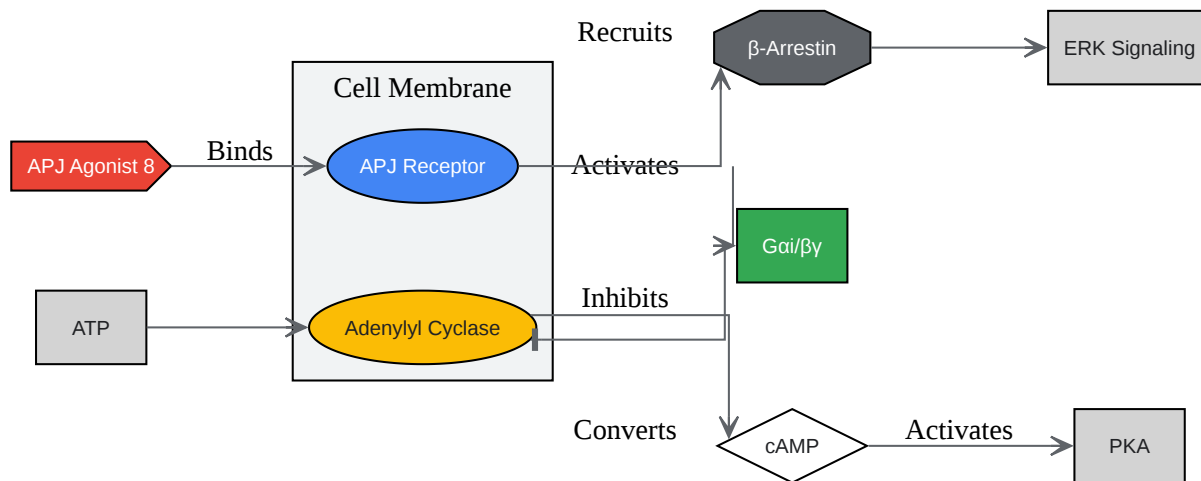 Recruits
β-Arrestin
ERK Signaling
Cell Membrane
APJ Agonist 8
Binds
APJ Receptor
Activates
Gαi/βγ
Inhibits
ATP
Adenylyl Cyclase
Converts
cAMP
Activates
PKA